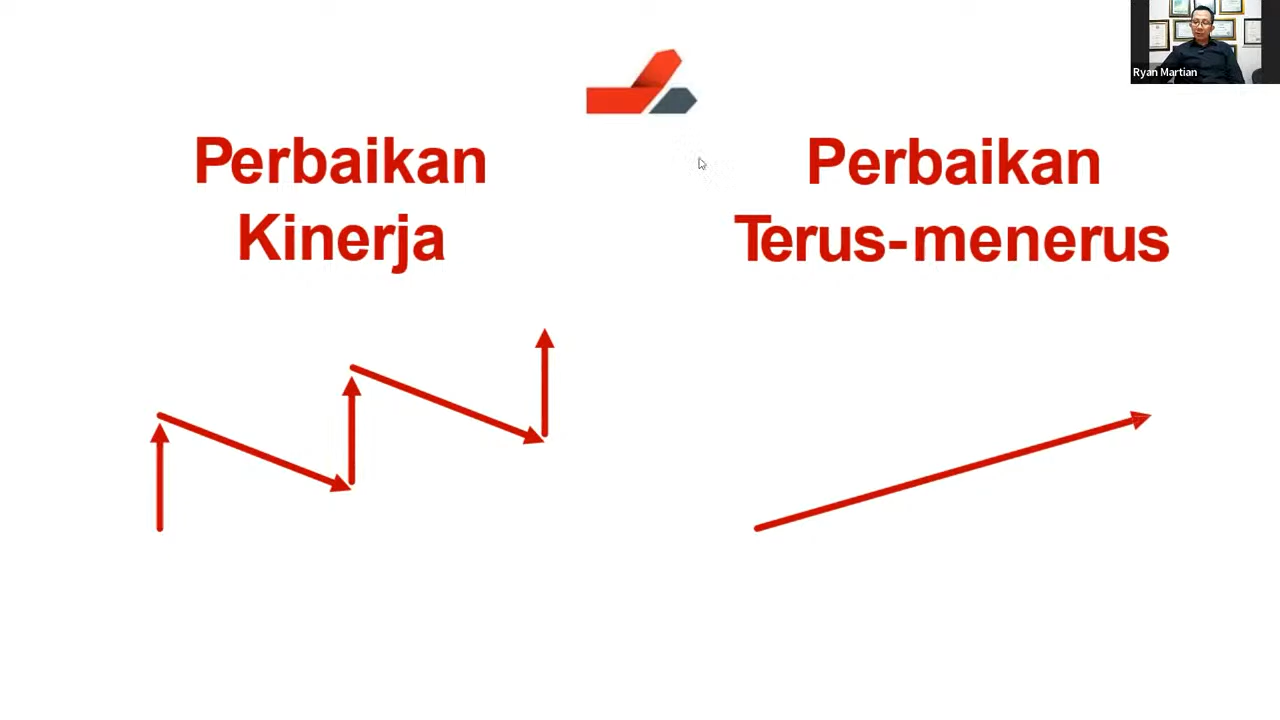 Ryan Martian
Perbaikan
Kinerja
Perbaikan
Terus-menerus